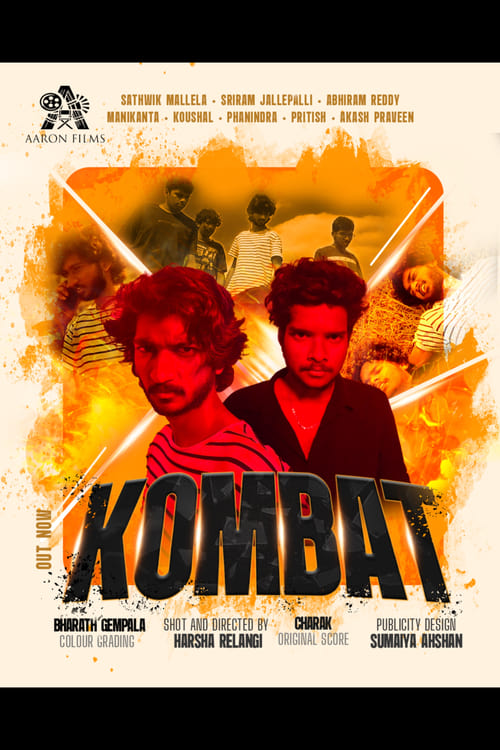 AARON FILMS
SATHWIK MALLELA • SRIRAM JALLEPALLI • ABHIRAM REDDY
MANIKANTA • KOUSHAL • PHANINDRA • PRITISH • AKASH PRAVEEN
OUT NOW
KOMBAT
BHARATH GEMPALA
COLOUR GRADING
SHOT AND DIRECTED BY
HARSHA RELANGI
CHARAK
ORIGINAL SCORE
PUBLICITY DESIGN
SUMAIYA AHSHAN